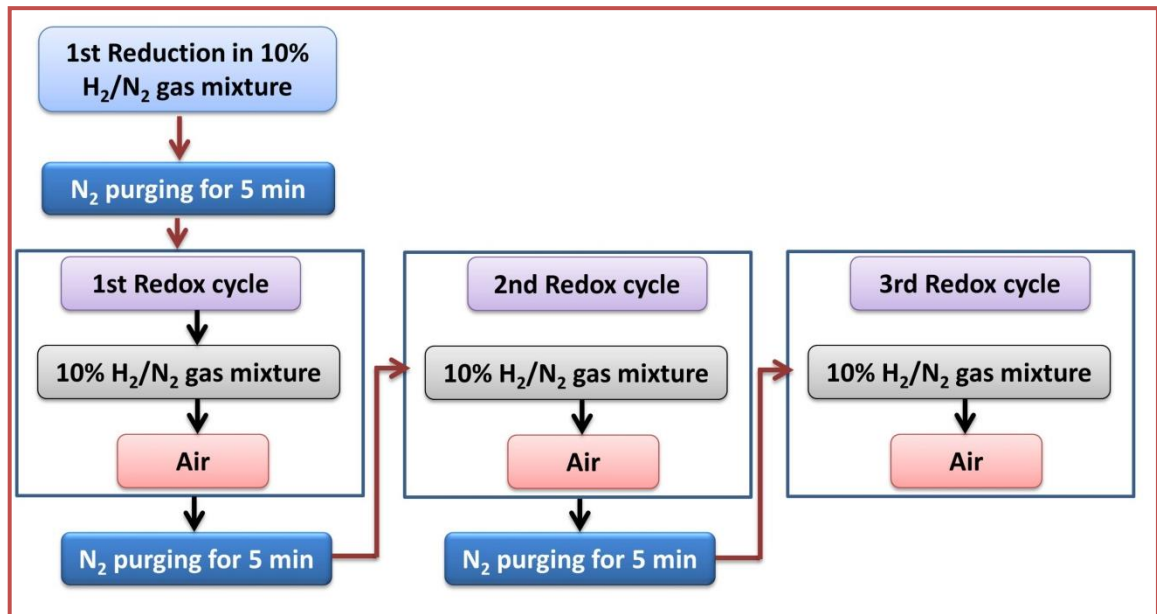 1st Reduction in 10%
H₂/N₂ gas mixture
N₂ purging for 5 min
1st Redox cycle
10% H₂/N₂ gas mixture
Air
N₂ purging for 5 min
2nd Redox cycle
10% H₂/N₂ gas mixture
Air
N₂ purging for 5 min
3rd Redox cycle
10% H₂/N₂ gas mixture
Air